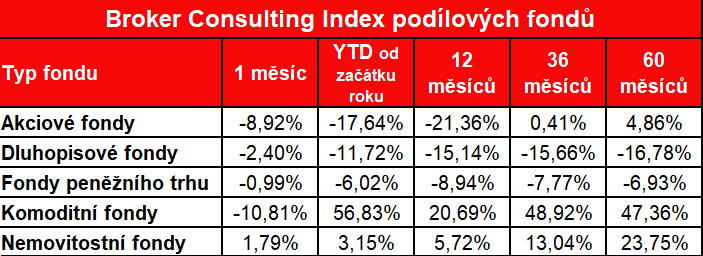 Broker Consulting Index podílových fondů
Typ fondu 1 měsíc YTD od začátku roku 12 měsíců 36 měsíců 60 měsíců
Akciové fondy -8,92% -17,64% -21,36% 0,41% 4,86%
Dluhopisové fondy -2,40% -11,72% -15,14% -15,66% -16,78%
Fondy peněžního trhu -0,99% -6,02% -8,94% -7,77% -6,93%
Komoditní fondy -10,81% 56,83% 20,69% 48,92% 47,36%
Nemovitostní fondy 1,79% 3,15% 5,72% 13,04% 23,75%